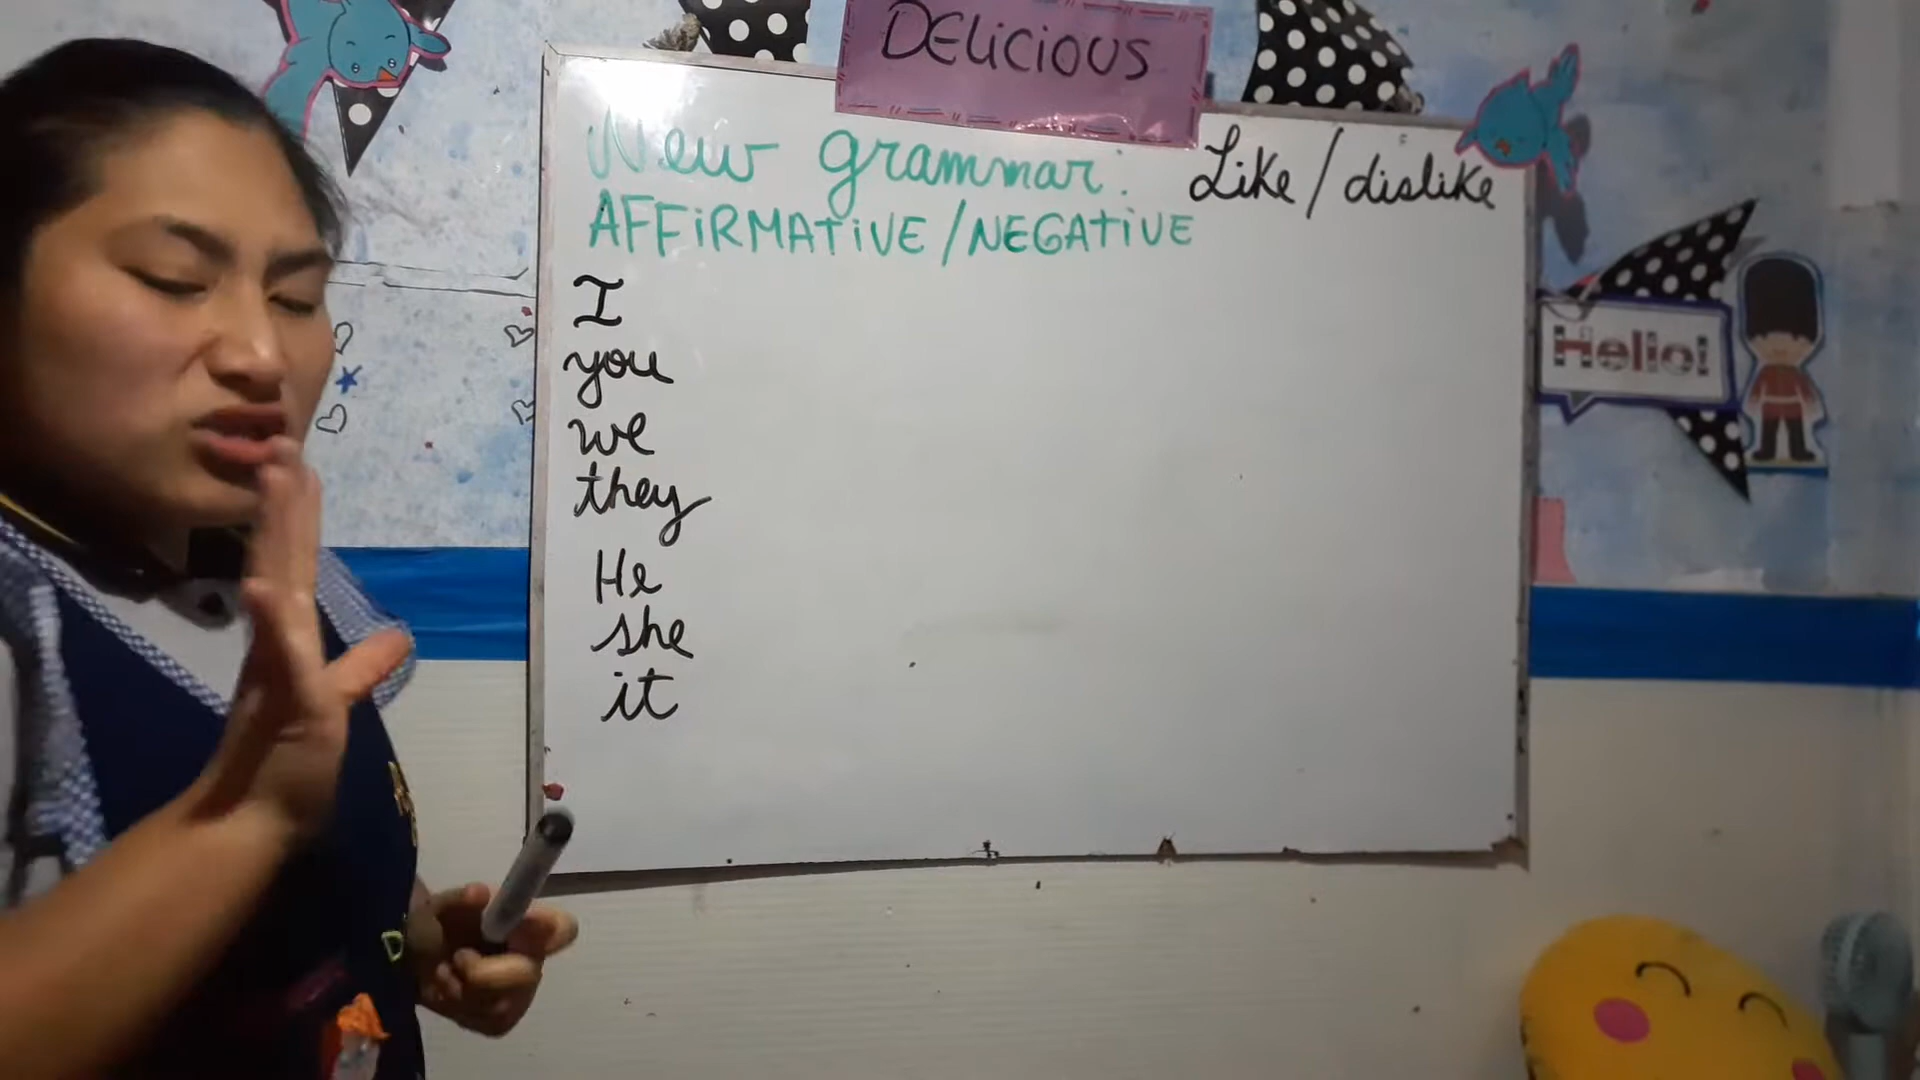 DELiCiOUS
New grammar: Like / dislike
AFFiRMATiVE / NEGATiVE
I
you
we
they
He
she
it
Hello!